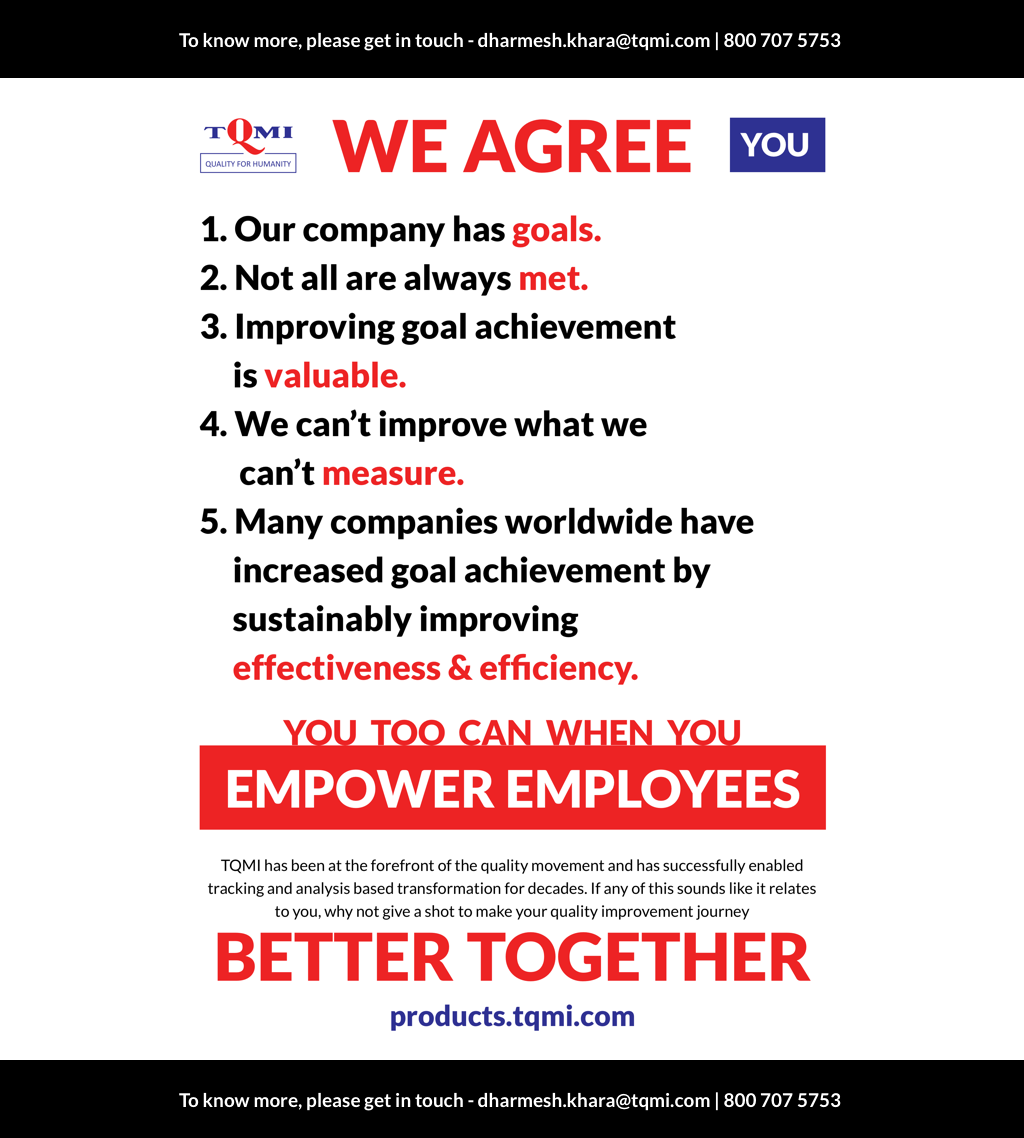 To know more, please get in touch - dharmesh.khara@tqmi.com | 800 707 5753
TQMI
QUALITY FOR HUMANITY
WE AGREE
YOU
1. Our company has goals.
2. Not all are always met.
3. Improving goal achievement
is valuable.
4. We can’t improve what we
can’t measure.
5. Many companies worldwide have
increased goal achievement by
sustainably improving
effectiveness & efficiency.
YOU TOO CAN WHEN YOU
EMPOWER EMPLOYEES
TQMI has been at the forefront of the quality movement and has successfully enabled
tracking and analysis based transformation for decades. If any of this sounds like it relates
to you, why not give a shot to make your quality improvement journey
BETTER TOGETHER
products.tqmi.com
To know more, please get in touch - dharmesh.khara@tqmi.com | 800 707 5753